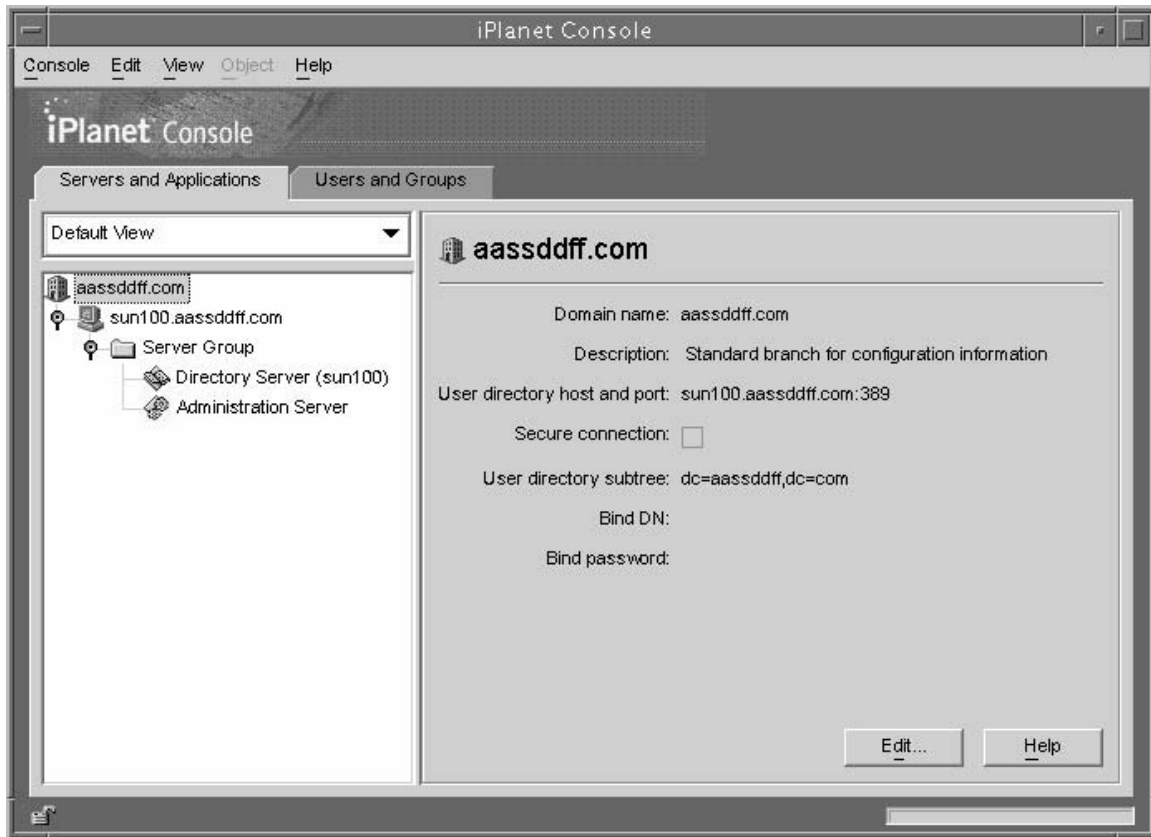 iPlanet Console
Console Edit View Object Help
iPlanet Console
Servers and Applications
Users and Groups
Default View
aassddff.com
sun100.aassddff.com
Server Group
Directory Server (sun100)
Administration Server
aassddff.com
Domain name: aassddff.com
Description: Standard branch for configuration information
User directory host and port: sun100.aassddff.com:389
Secure connection:
User directory subtree: dc=aassddff,dc=com
Bind DN:
Bind password:
Edit... Help